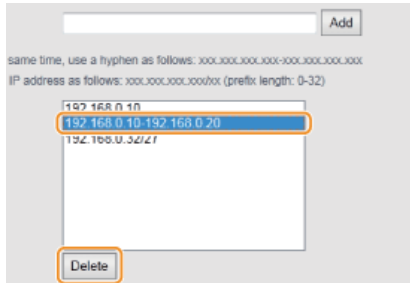 Add
same time, use a hyphen as follows: xxx.xxx.xxx.xxx-xxx.xxx.xxx.xxx
IP address as follows: xxx.xxx.xxx.xxx/xx (prefix length: 0-32)
192.168.0.10
192.168.0.10-192.168.0.20
192.168.0.32/27
Delete